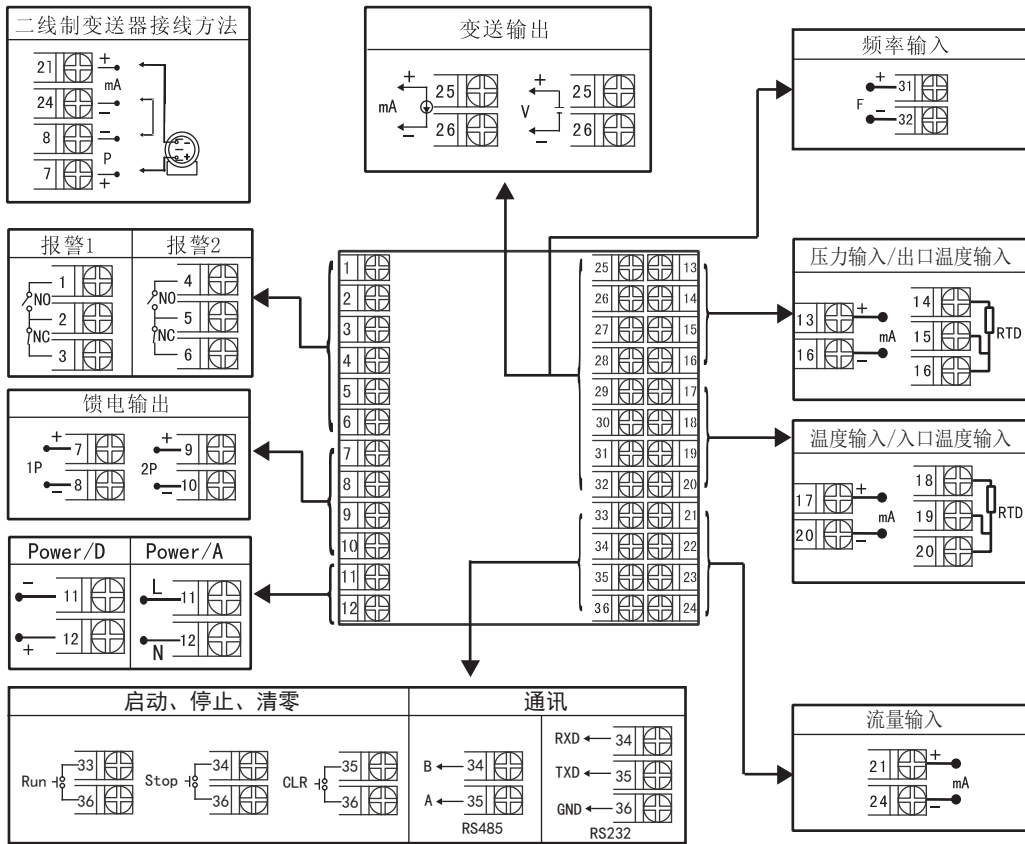 二线制变送器接线方法
21
+
mA
24
−
8
−
P
7
+
变送输出
+
mA
−
25
26
+
V
−
25
26
频率输入
+
31
F
−
32
报警1
报警2
1
NO
2
NC
3
4
NO
5
NC
6
馈电输出
+
7
1P
−
8
+
9
2P
−
10
Power/D
Power/A
−
11
+
12
L
11
N
12
1
2
3
4
5
6
7
8
9
10
11
12
25
13
26
14
27
15
28
16
29
17
30
18
31
19
32
20
33
21
34
22
35
23
36
24
压力输入/出口温度输入
13
+
mA
16
−
14
15
16
RTD
温度输入/入口温度输入
17
+
mA
20
−
18
19
20
RTD
启动、停止、清零
通讯
Run
33
36
Stop
34
36
CLR
35
36
B
34
A
35
RS485
RXD
34
TXD
35
GND
36
RS232
流量输入
21
+
mA
24
−